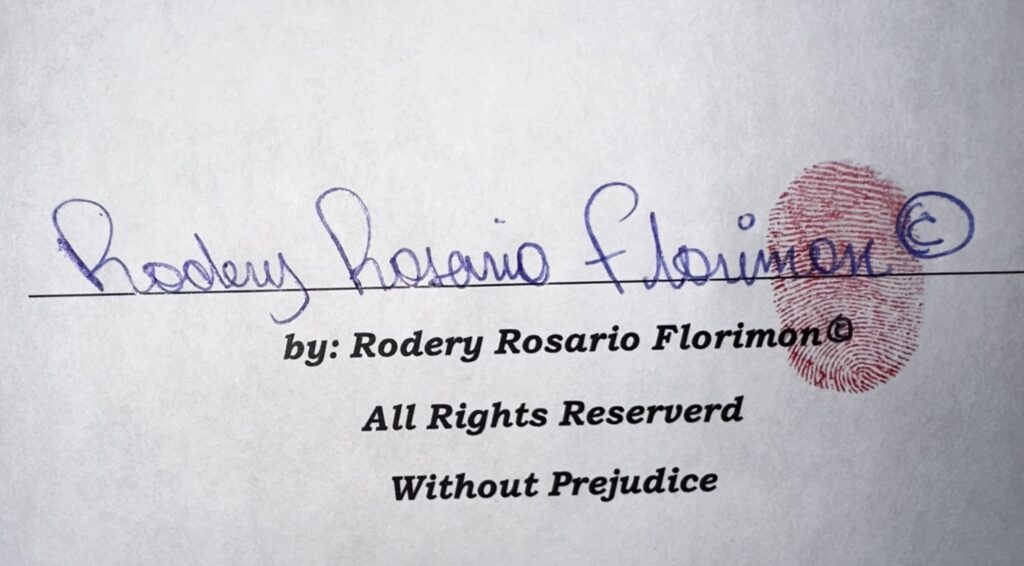 Rodery Rosario Florimon ©
by: Rodery Rosario Florimon©
All Rights Reserverd
Without Prejudice